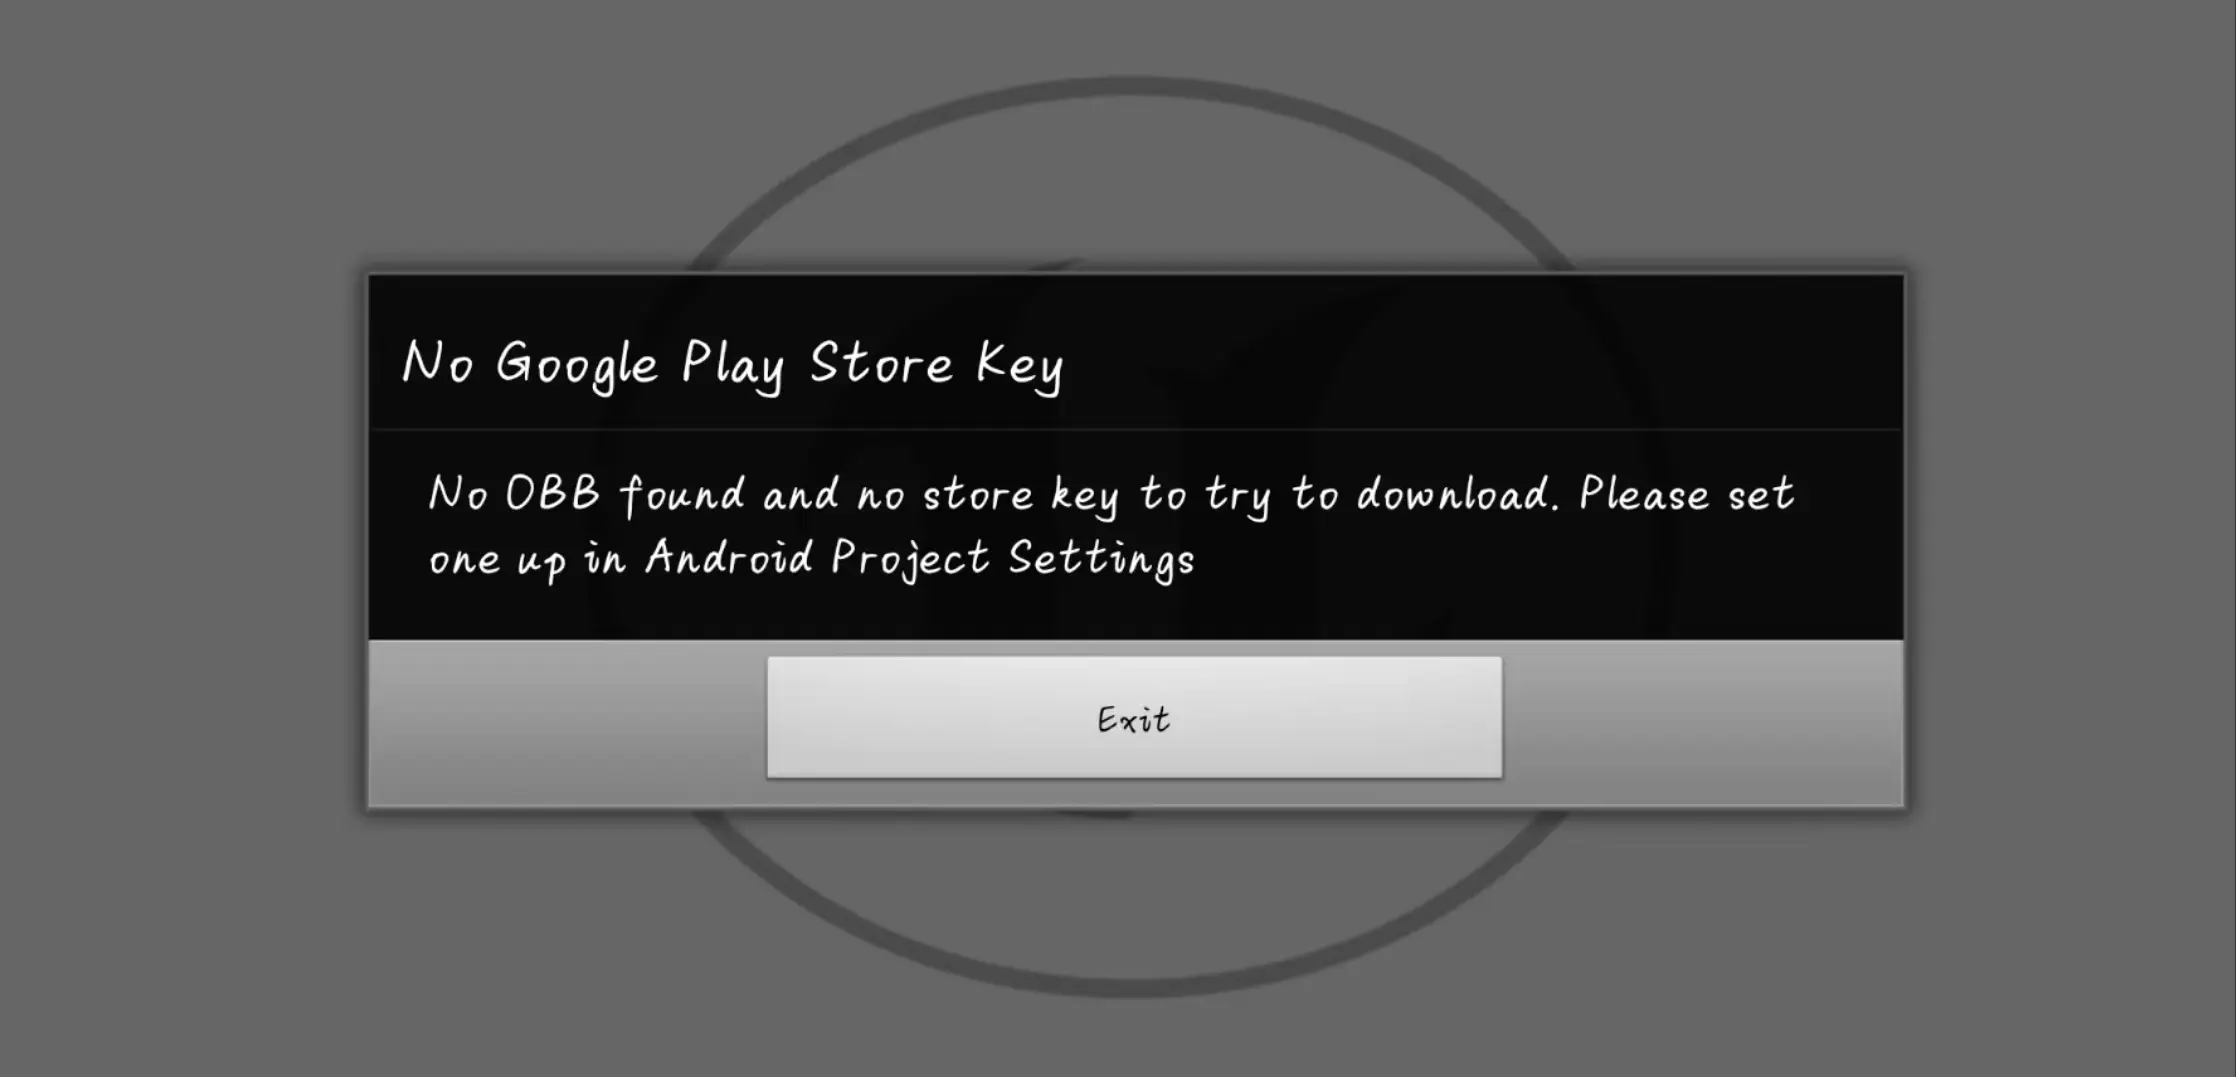 No Google Play Store Key
No OBB found and no store key to try to download. Please set
one up in Android Project Settings
Exit